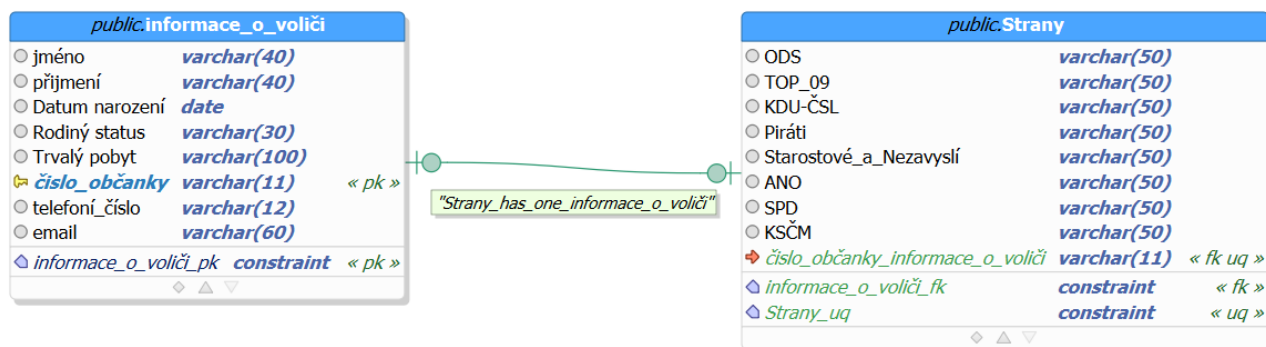 public.informace_o_voliči
jméno varchar(40)
přijmení varchar(40)
Datum narození date
Rodiný status varchar(30)
Trvalý pobyt varchar(100)
čislo_občanky varchar(11) « pk »
telefoní_číslo varchar(12)
email varchar(60)
informace_o_voliči_pk constraint « pk »
"Strany_has_one_informace_o_voliči"
public.Strany
ODS varchar(50)
TOP_09 varchar(50)
KDU-ČSL varchar(50)
Piráti varchar(50)
Starostové_a_Nezavyslí varchar(50)
ANO varchar(50)
SPD varchar(50)
KSČM varchar(50)
čislo_občanky_informace_o_voliči varchar(11) « fk uq »
informace_o_voliči_fk constraint « fk »
Strany_uq constraint « uq »